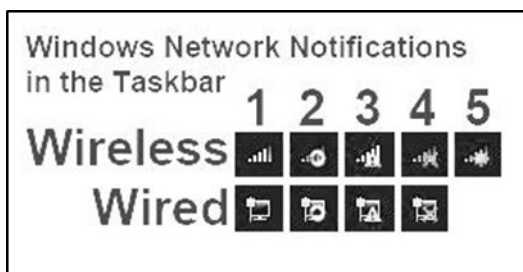 Windows Network Notifications
in the Taskbar
1 2 3 4 5
Wireless
Wired